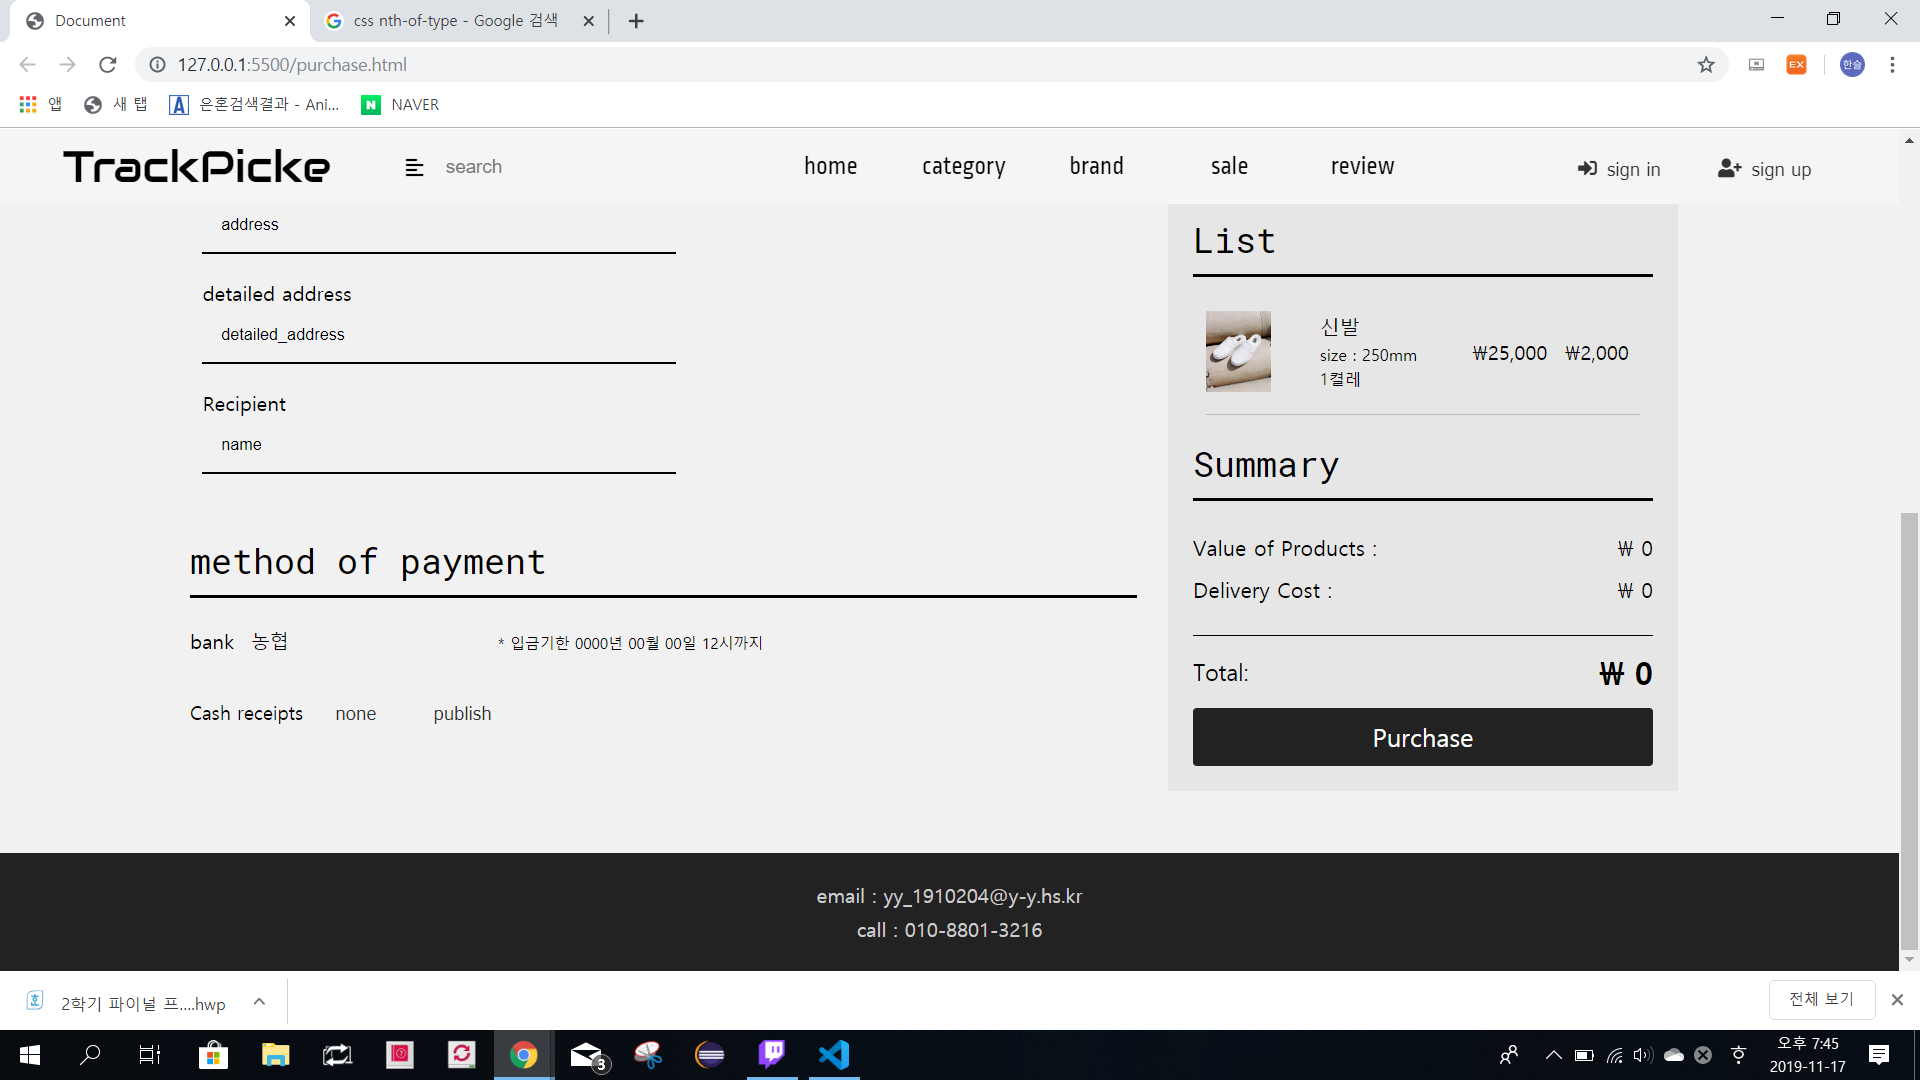 Document
css nth-of-type - Google 검색
127.0.0.1:5500/purchase.html
EX
한슬
앱
새 탭
은혼검색결과 - Ani...
NAVER
TrackPicke
search
home
category
brand
sale
review
sign in
sign up
address
detailed address
detailed_address
Recipient
name
method of payment
bank 농협 * 입금기한 0000년 00월 00일 12시까지
Cash receipts none publish
List
신발
size : 250mm
1켤레
₩25,000 ₩2,000
Summary
Value of Products : ₩ 0
Delivery Cost : ₩ 0
Total: ₩ 0
Purchase
email : yy_1910204@y-y.hs.kr
call : 010-8801-3216
2학기 파이널 프....hwp
전체 보기
3
오후 7:45
2019-11-17